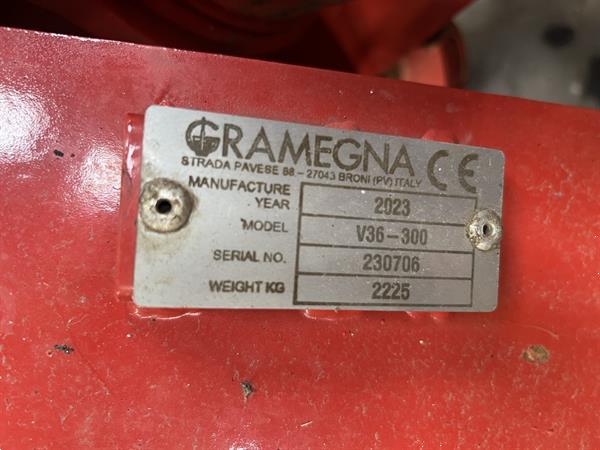 GRAMEGNA CE
STRADA PAVESE 88 – 27043 BRONI (PV) ITALY
MANUFACTURE YEAR 2023
MODEL V36-300
SERIAL NO. 230706
WEIGHT KG 2225